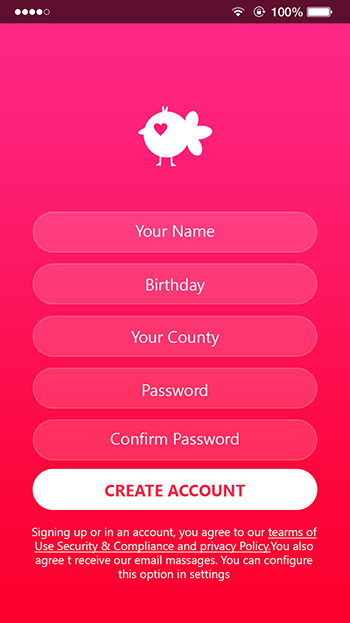 100%
Your Name
Birthday
Your County
Password
Confirm Password
CREATE ACCOUNT
Signing up or in an account, you agree to our tearms of
Use Security & Compliance and privacy Policy.You also
agree t receive our email massages. You can configure
this option in settings